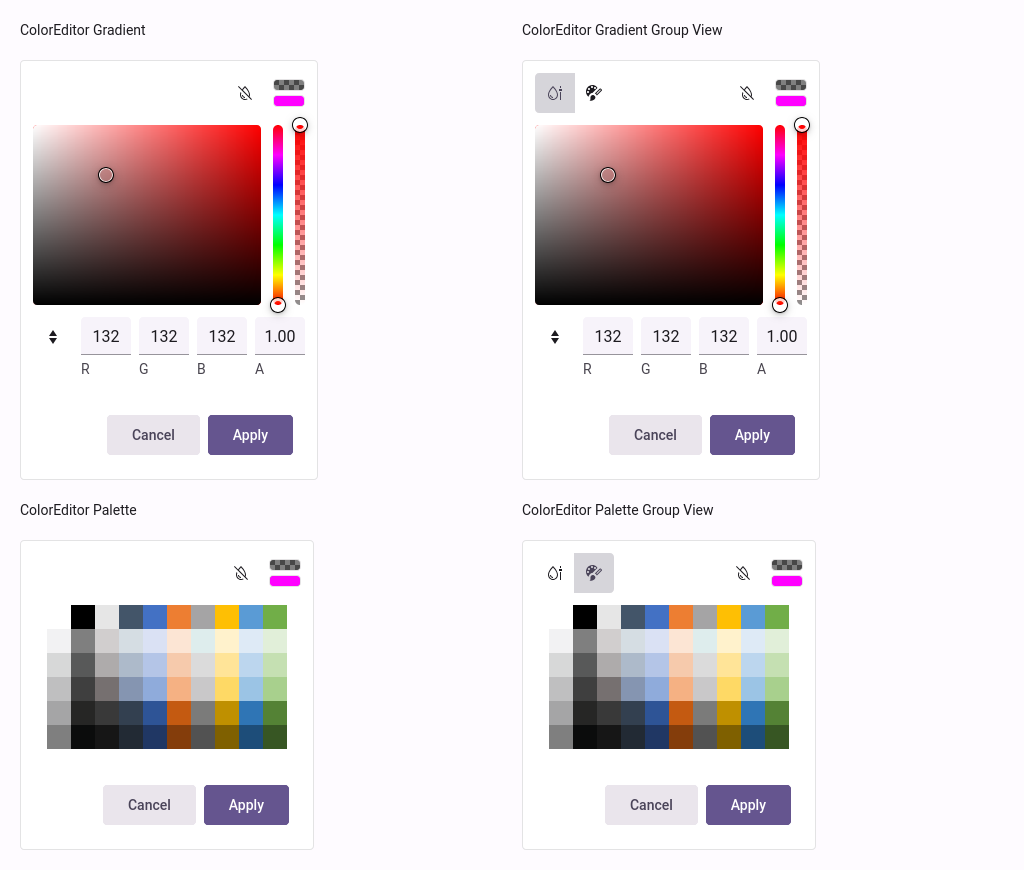 ColorEditor Gradient
ColorEditor Gradient Group View
132 132 132 1.00
R G B A
Cancel Apply
132 132 132 1.00
R G B A
Cancel Apply
ColorEditor Palette
ColorEditor Palette Group View
Cancel Apply
Cancel Apply